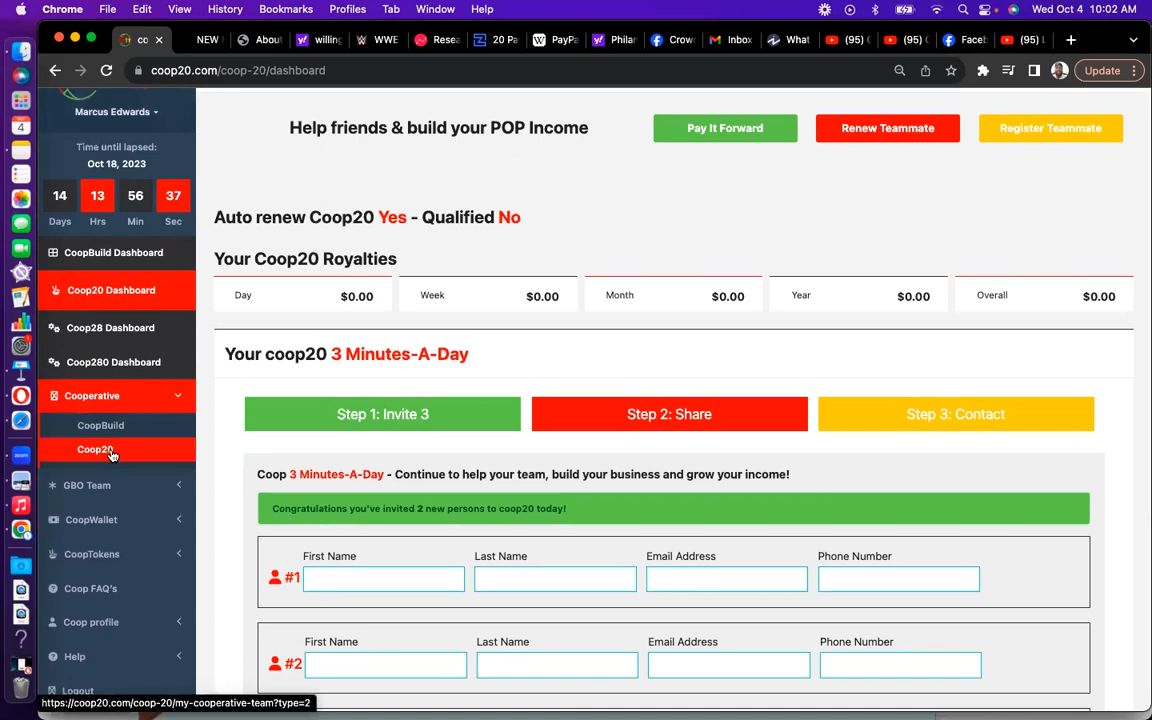 Chrome File Edit View History Bookmarks Profiles Tab Window Help Wed Oct 4 10:02 AM
co NEW Abou willing WWE Resea 20 Pa PayPa Philan Crow Inbox What (95) (95) Faceb (95)
coop20.com/coop-20/dashboard Update
Marcus Edwards
Time until lapsed:
Oct 18, 2023
14 13 56 37
Days Hrs Min Sec
CoopBuild Dashboard
Coop20 Dashboard
Coop28 Dashboard
Coop280 Dashboard
Cooperative
CoopBuild
Coop20
GBO Team
CoopWallet
CoopTokens
Coop FAQ's
Coop profile
Help
Logout
https://coop20.com/coop-20/my-cooperative-team?type=2
Help friends & build your POP Income
Pay It Forward Renew Teammate Register Teammate
Auto renew Coop20 Yes - Qualified No
Your Coop20 Royalties
Day $0.00 Week $0.00 Month $0.00 Year $0.00 Overall $0.00
Your coop20 3 Minutes-A-Day
Step 1: Invite 3 Step 2: Share Step 3: Contact
Coop 3 Minutes-A-Day - Continue to help your team, build your business and grow your income!
Congratulations you've invited 2 new persons to coop20 today!
First Name Last Name Email Address Phone Number
#1
First Name Last Name Email Address Phone Number
#2